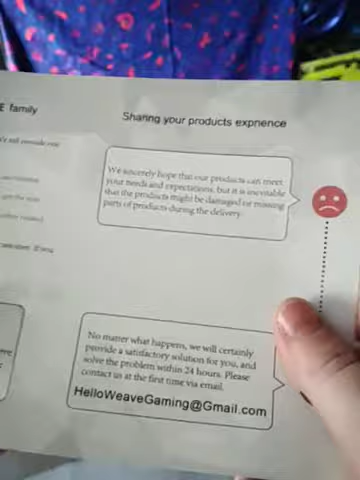 E family
Sharing your products exprience
We sincerely hope that our products can meet
your needs and expectations, but it is inevitable
that the products might be damaged or missing
parts of products during the delivery.
No matter what happens, we will certainly
provide a satisfactory solution for you, and
solve the problem within 24 hours. Please
contact us at the first time via email.
HelloWeaveGaming@Gmail.com